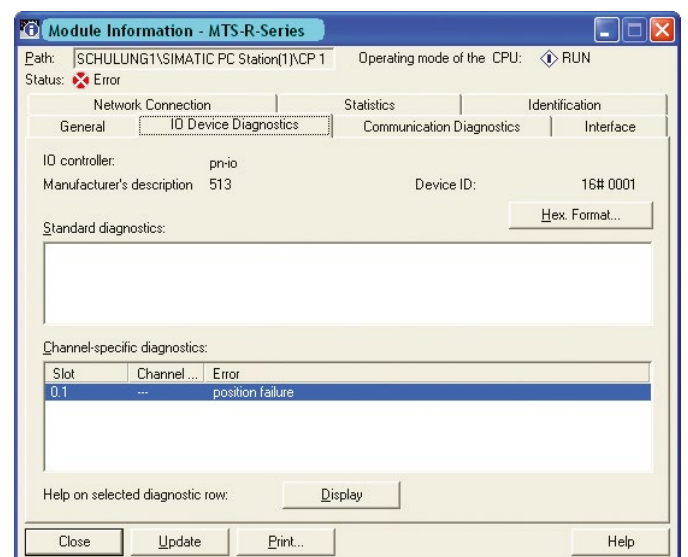 Module Information - MTS-R-Series
Path: SCHULUNG1\SIMATIC PC Station(1)\CP 1 Operating mode of the CPU: RUN
Status: Error
Network Connection Statistics Identification
General IO Device Diagnostics Communication Diagnostics Interface
IO controller: pn-io
Manufacturer's description 513 Device ID: 16# 0001
Hex. Format...
Standard diagnostics:
Channel-specific diagnostics:
Slot Channel ... Error
0.1 --- position failure
Help on selected diagnostic row: Display
Close Update Print... Help